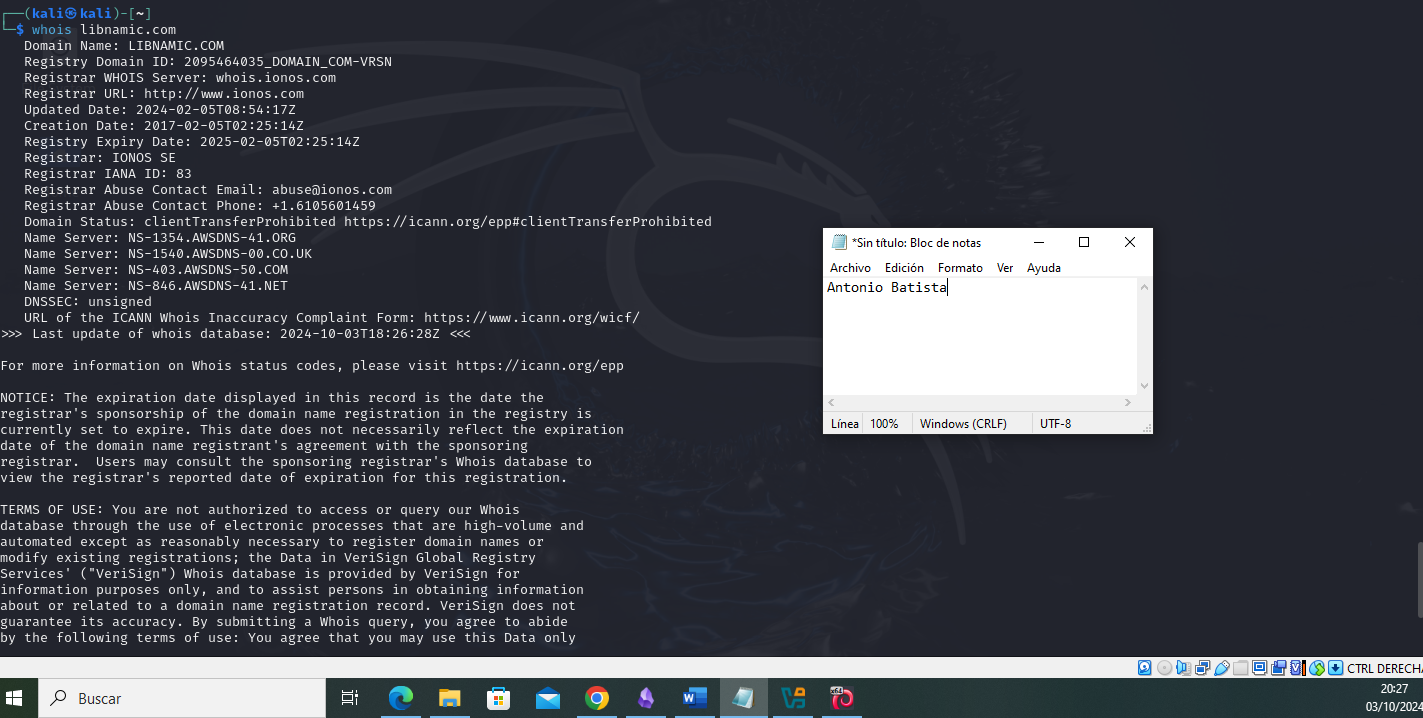 (kali㉿kali)-[~]
$ whois libnamic.com
Domain Name: LIBNAMIC.COM
Registry Domain ID: 2095464035_DOMAIN_COM-VRSN
Registrar WHOIS Server: whois.ionos.com
Registrar URL: http://www.ionos.com
Updated Date: 2024-02-05T08:54:17Z
Creation Date: 2017-02-05T02:25:14Z
Registry Expiry Date: 2025-02-05T02:25:14Z
Registrar: IONOS SE
Registrar IANA ID: 83
Registrar Abuse Contact Email: abuse@ionos.com
Registrar Abuse Contact Phone: +1.6105601459
Domain Status: clientTransferProhibited https://icann.org/epp#clientTransferProhibited
Name Server: NS-1354.AWSDNS-41.ORG
Name Server: NS-1540.AWSDNS-00.CO.UK
Name Server: NS-403.AWSDNS-50.COM
Name Server: NS-846.AWSDNS-41.NET
DNSSEC: unsigned
URL of the ICANN Whois Inaccuracy Complaint Form: https://www.icann.org/wicf/
>>> Last update of whois database: 2024-10-03T18:26:28Z <<<
For more information on Whois status codes, please visit https://icann.org/epp
NOTICE: The expiration date displayed in this record is the date the
registrar's sponsorship of the domain name registration in the registry is
currently set to expire. This date does not necessarily reflect the expiration
date of the domain name registrant's agreement with the sponsoring
registrar.  Users may consult the sponsoring registrar's Whois database to
view the registrar's reported date of expiration for this registration.
TERMS OF USE: You are not authorized to access or query our Whois
database through the use of electronic processes that are high-volume and
automated except as reasonably necessary to register domain names or
modify existing registrations; the Data in VeriSign Global Registry
Services' ("VeriSign") Whois database is provided by VeriSign for
information purposes only, and to assist persons in obtaining information
about or related to a domain name registration record. VeriSign does not
guarantee its accuracy. By submitting a Whois query, you agree to abide
by the following terms of use: You agree that you may use this Data only
*Sin título: Bloc de notas
Archivo Edición Formato Ver Ayuda
Antonio Batista
Línea 100% Windows (CRLF) UTF-8
CTRL DERECHA
Buscar
x64
20:27
03/10/2024